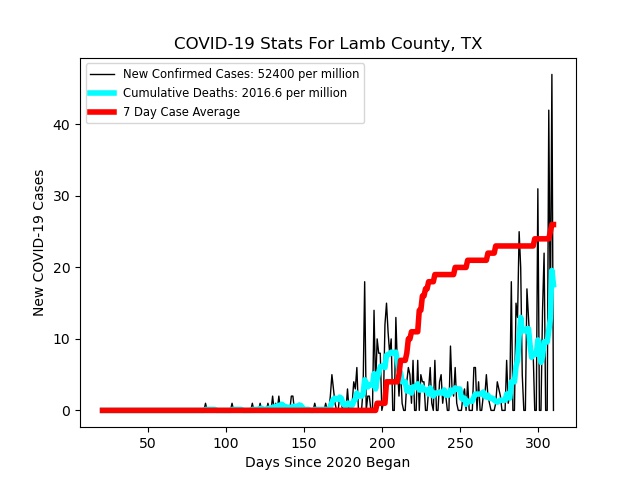 COVID-19 Stats For Lamb County, TX
New Confirmed Cases: 52400 per million
Cumulative Deaths: 2016.6 per million
7 Day Case Average
New COVID-19 Cases
40
30
20
10
0
50 100 150 200 250 300
Days Since 2020 Began